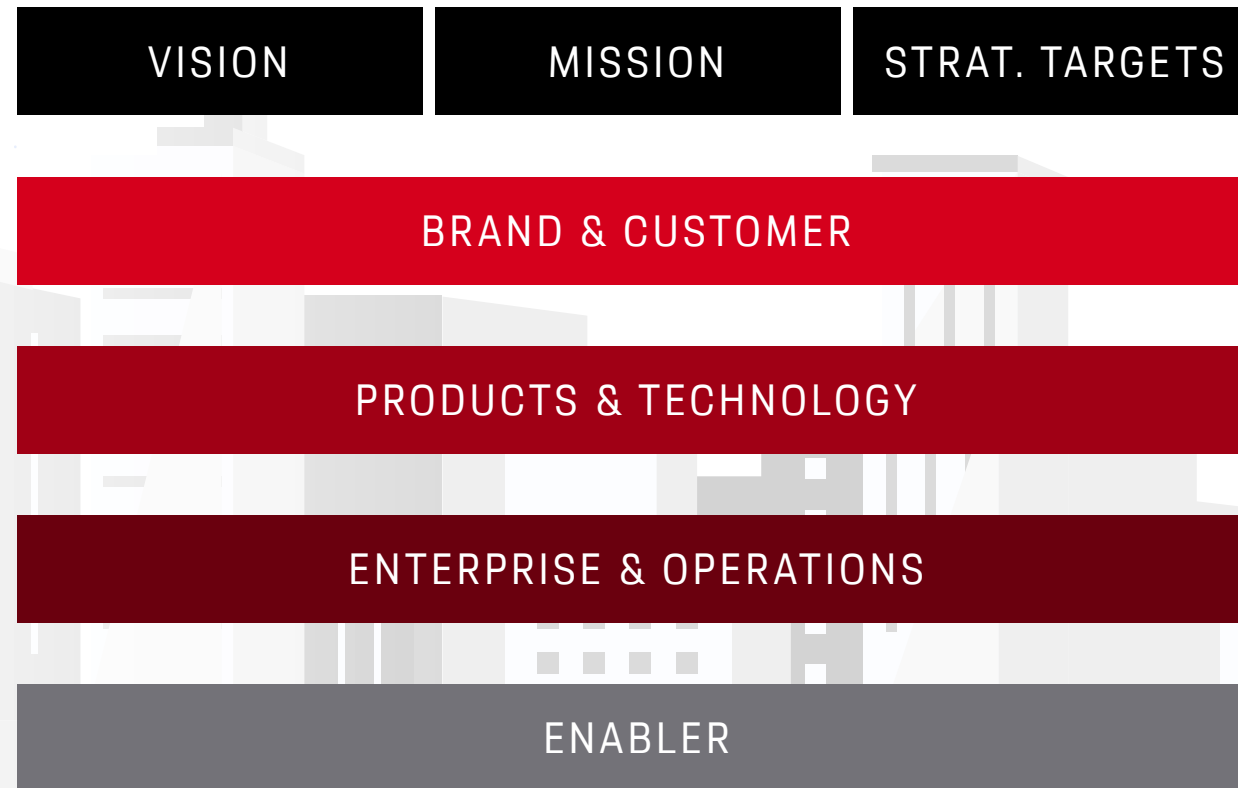 VISION
MISSION
STRAT. TARGETS
BRAND & CUSTOMER
PRODUCTS & TECHNOLOGY
ENTERPRISE & OPERATIONS
ENABLER